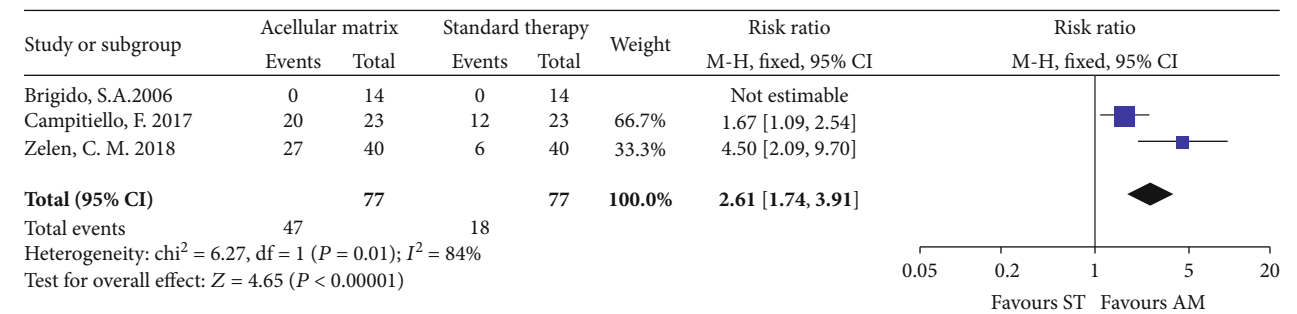 Study or subgroup Acellular matrix Standard therapy Weight Risk ratio Risk ratio
Events Total Events Total M-H, fixed, 95% CI M-H, fixed, 95% CI
Brigido, S.A.2006 0 14 0 14 Not estimable
Campitiello, F. 2017 20 23 12 23 66.7% 1.67 [1.09, 2.54]
Zelen, C. M. 2018 27 40 6 40 33.3% 4.50 [2.09, 9.70]
Total (95% CI) 77 77 100.0% 2.61 [1.74, 3.91]
Total events 47 18
Heterogeneity: chi² = 6.27, df = 1 (P = 0.01); I² = 84%
Test for overall effect: Z = 4.65 (P < 0.00001)
0.05 0.2 1 5 20
Favours ST Favours AM